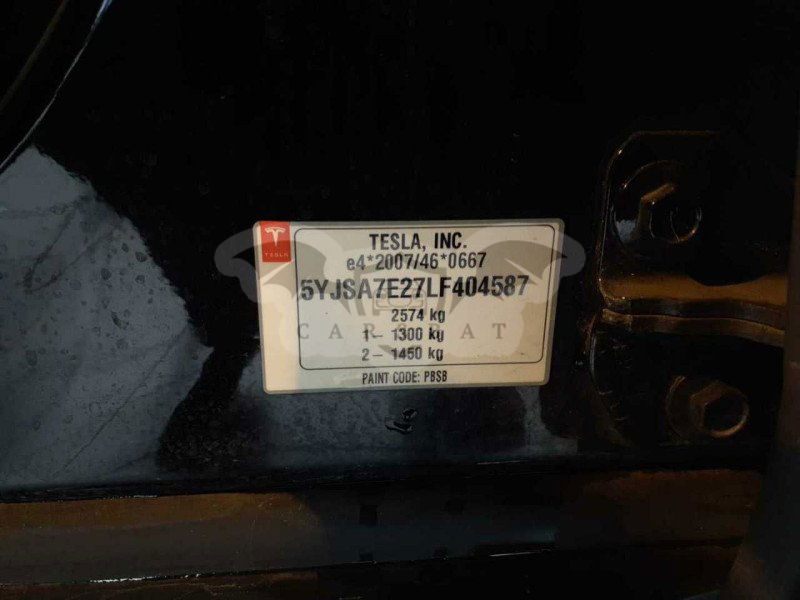 TESLA
TESLA, INC.
e4*2007/46*0667
5YJSA7E27LF404587
2574 kg
1– 1300 kg
2– 1450 kg
PAINT CODE: PBSB
CARCBAT